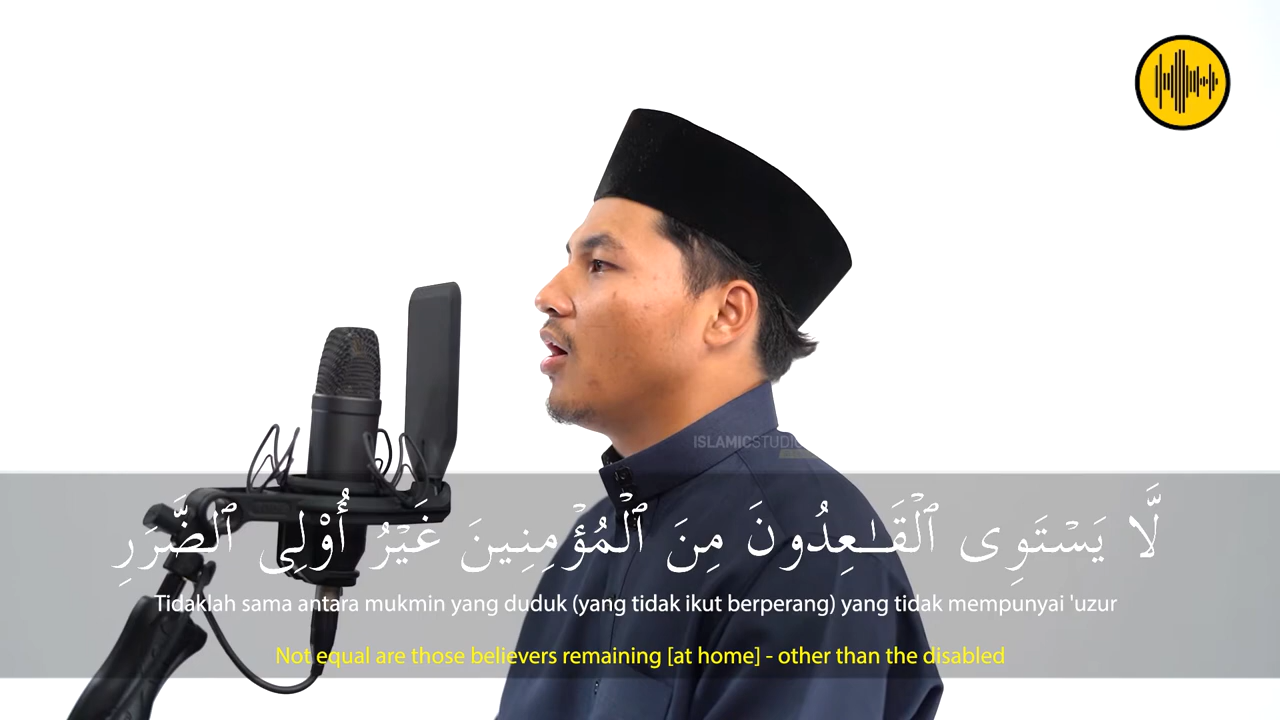 ISLAMICSTUDIO
لَّا يَسْتَوِى ٱلْقَـٰعِدُونَ مِنَ ٱلْمُؤْمِنِينَ غَيْرُ أُو۟لِى ٱلضَّرَرِ
Tidaklah sama antara mukmin yang duduk (yang tidak ikut berperang) yang tidak mempunyai 'uzur
Not equal are those believers remaining [at home] - other than the disabled